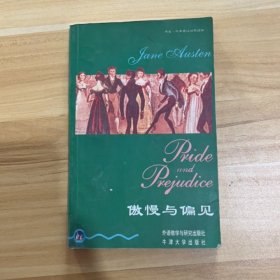 Jane Austen
Pride
and
Prejudice
傲慢与偏见
外语教学与研究出版社
牛津大学出版社